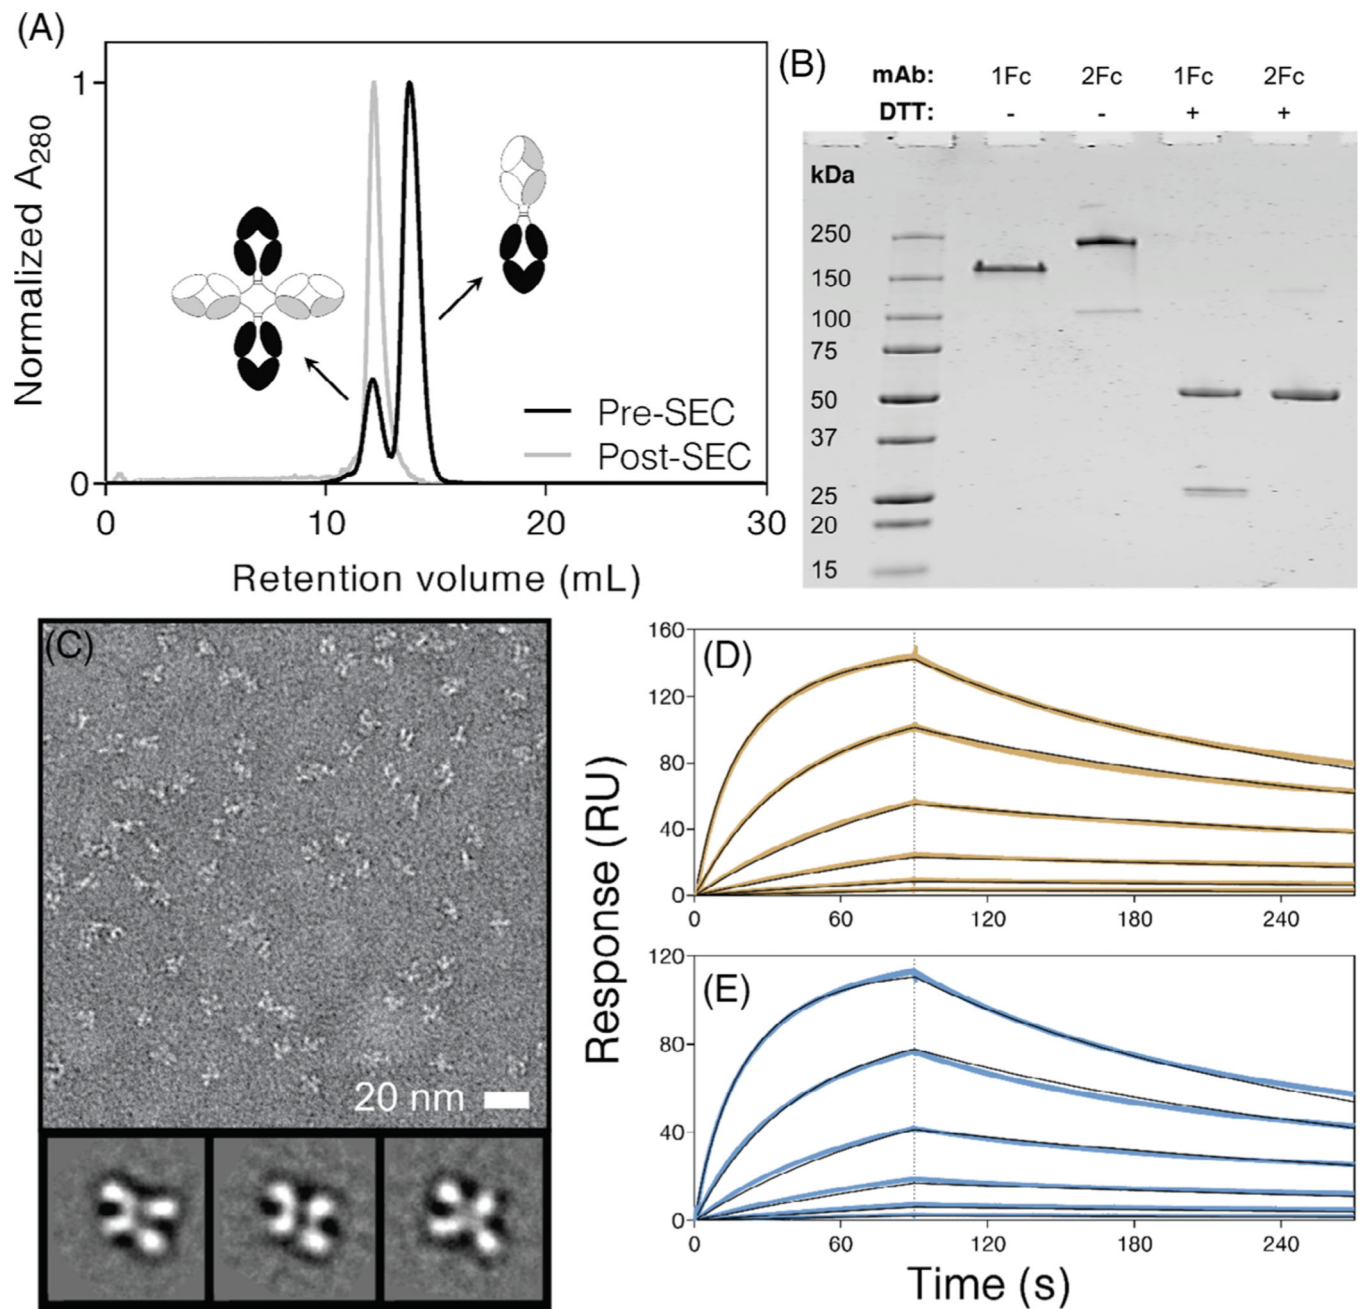 (A)
Normalized A280
1
0
0 10 20 30
Pre-SEC
Post-SEC
Retention volume (mL)
(B)
mAb: 1Fc 2Fc 1Fc 2Fc
DTT: - - + +
kDa
250
150
100
75
50
37
25
20
15
(C)
20 nm
Response (RU)
(D)
160
120
80
40
0
0 60 120 180 240
(E)
120
80
40
0
0 60 120 180 240
Time (s)